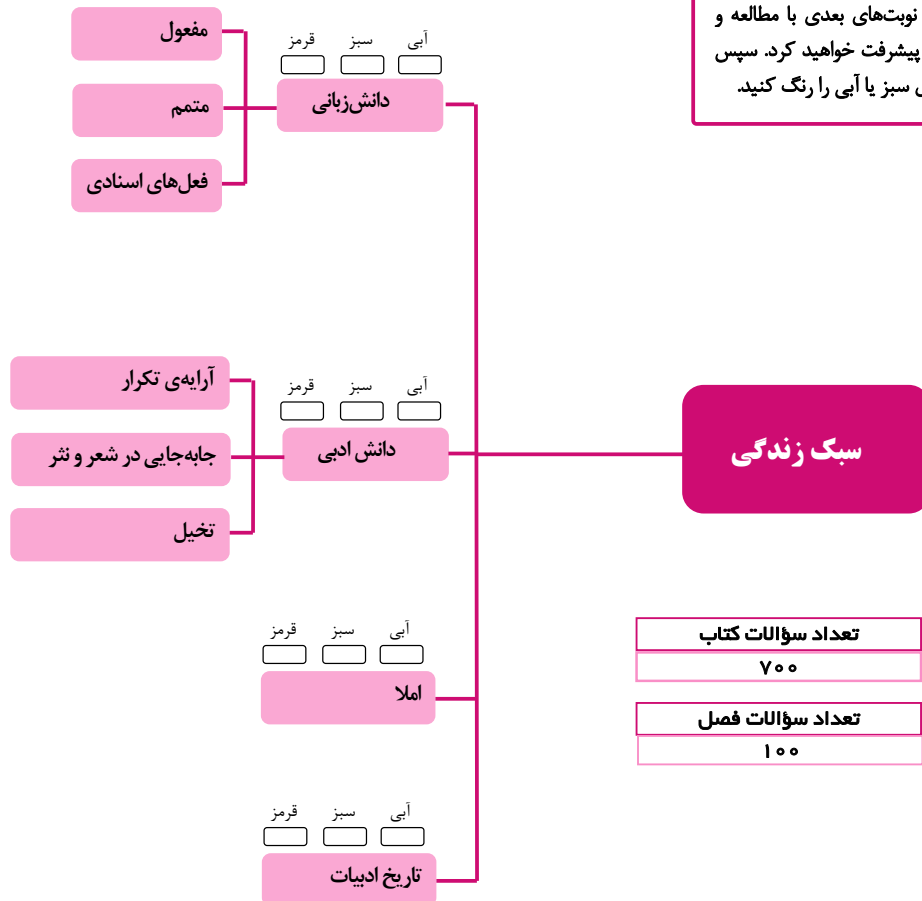 نوبت‌های بعدی با مطالعه و
پیشرفت خواهید کرد. سپس
سبز یا آبی را رنگ کنید.
سبک زندگی
آبی سبز قرمز
دانش‌زبانی
مفعول
متمم
فعل‌های اسنادی
آبی سبز قرمز
دانش ادبی
آرایه‌ی تکرار
جابه‌جایی در شعر و نثر
تخیل
آبی سبز قرمز
املا
آبی سبز قرمز
تاریخ ادبیات
تعداد سؤالات کتاب
۷۰۰
تعداد سؤالات فصل
۱۰۰